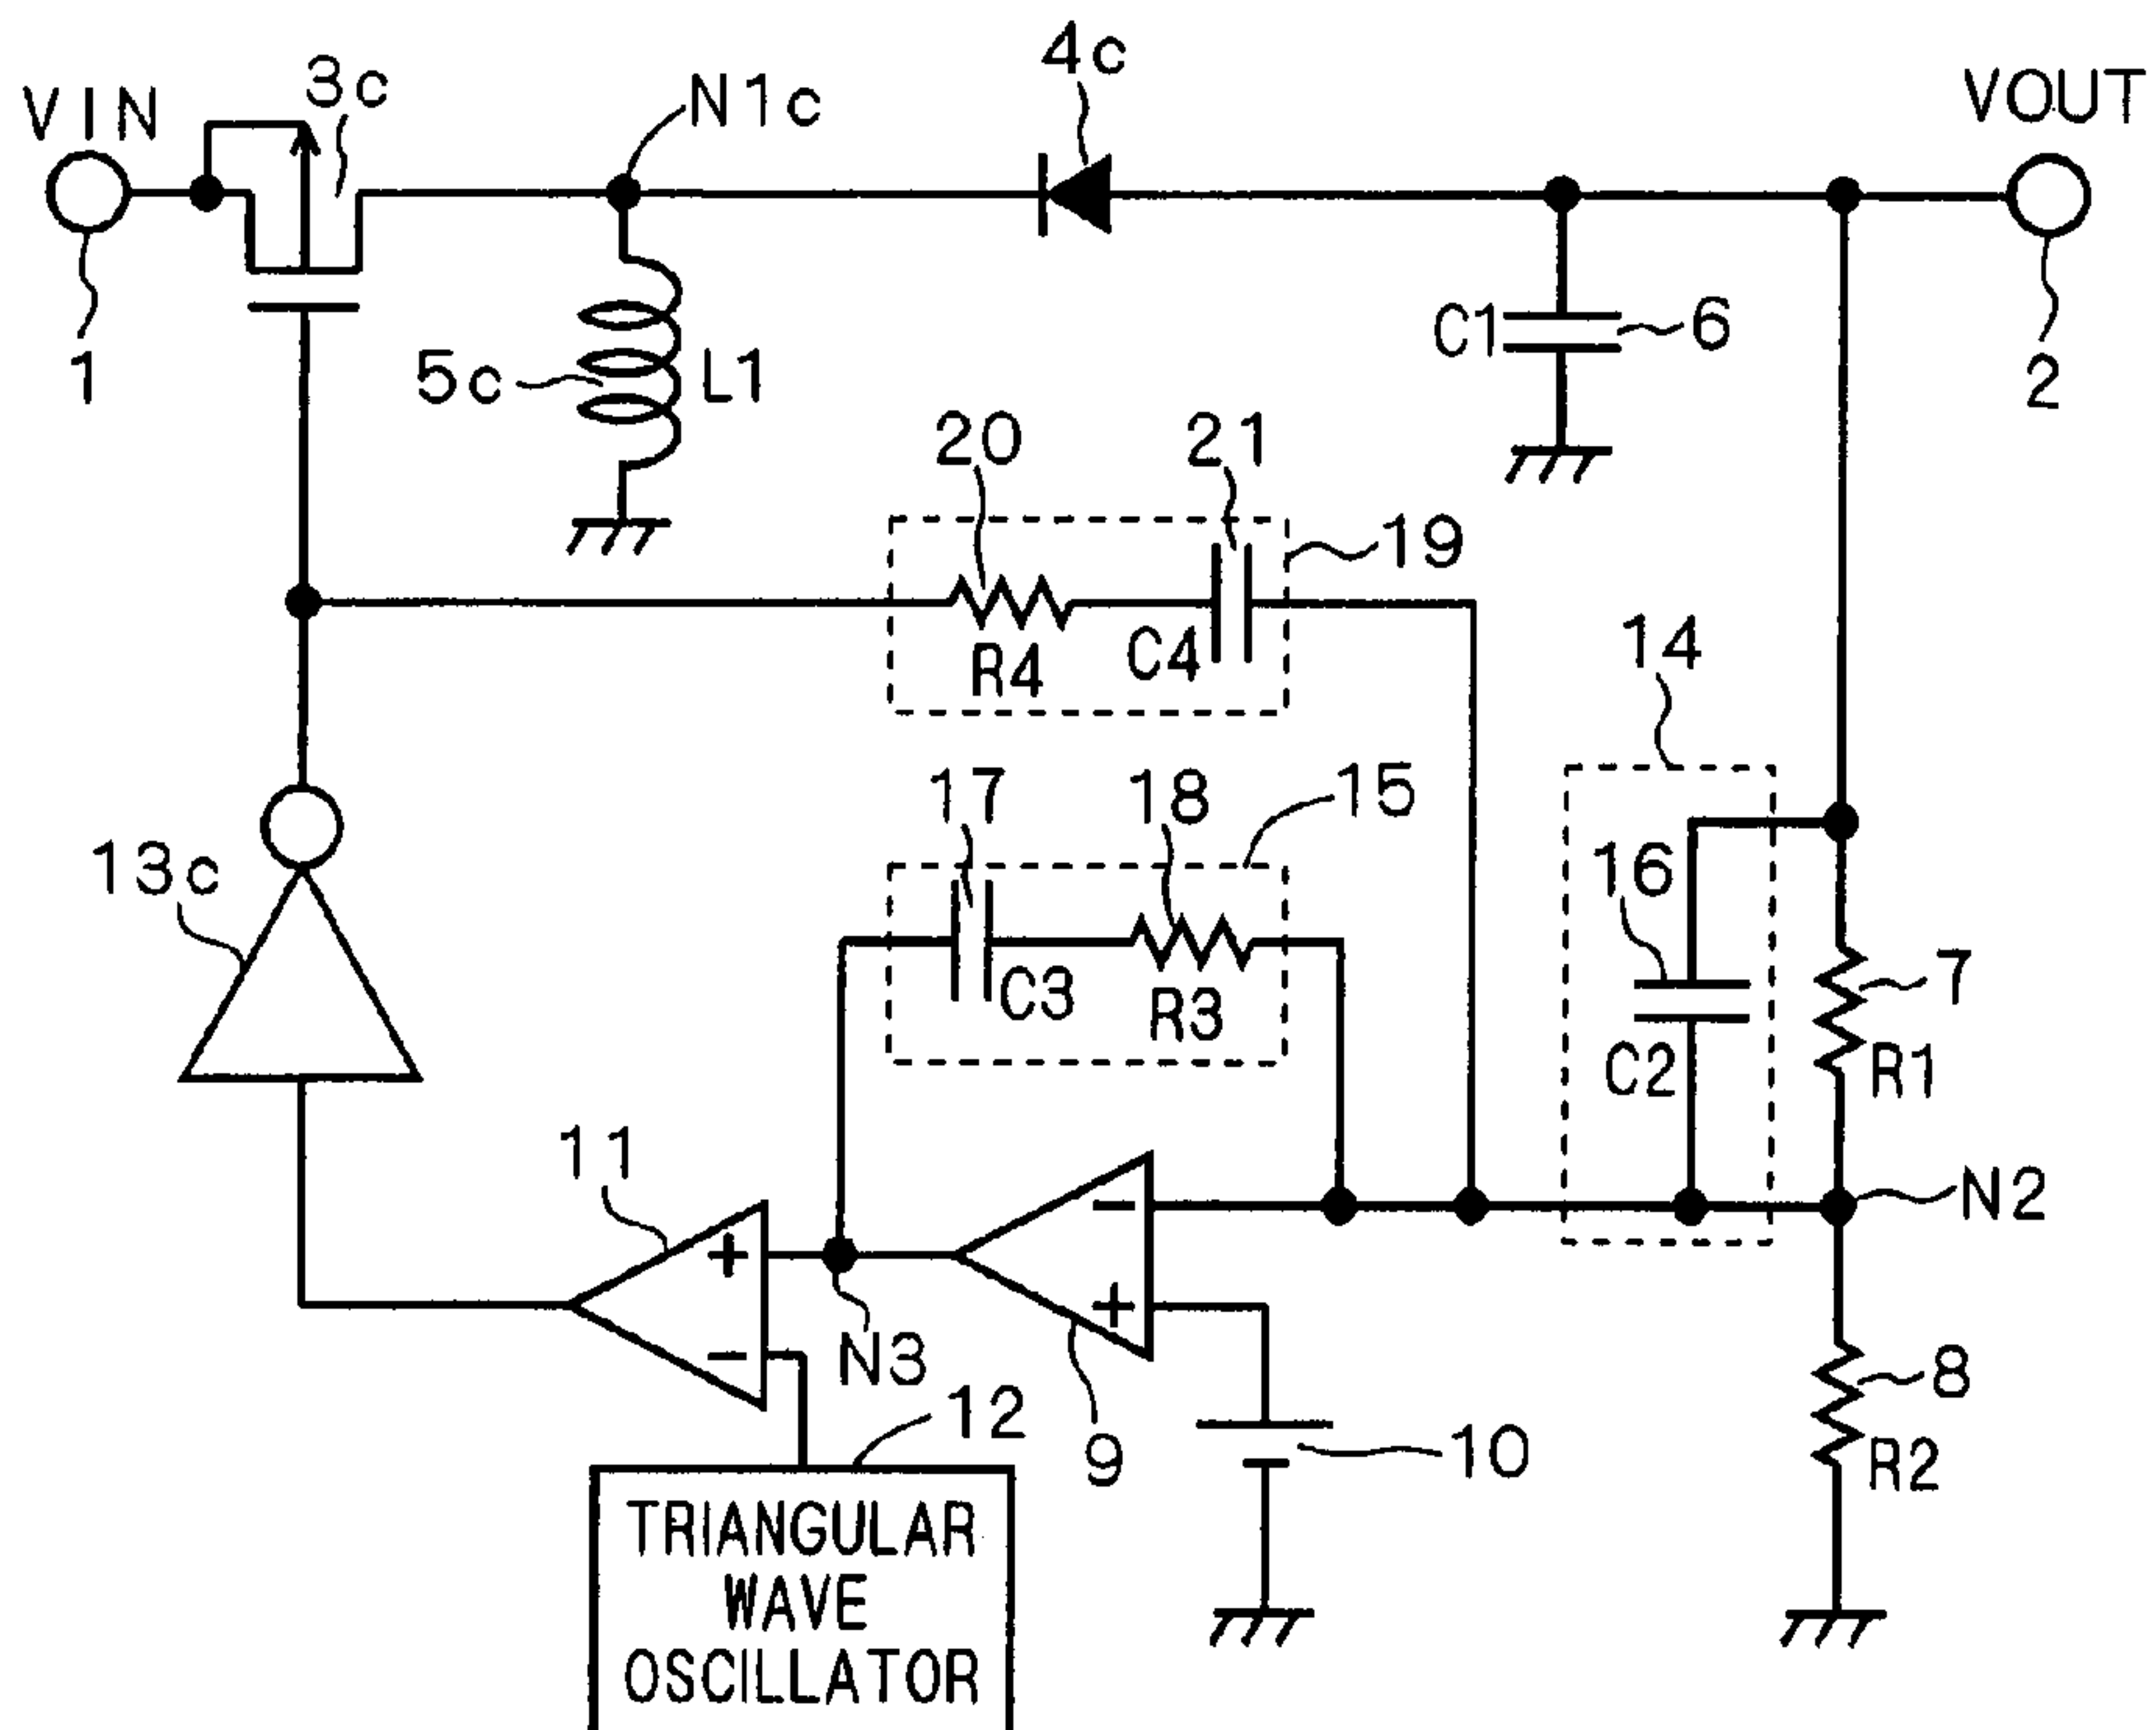 4c
VIN
3c
N1c
VOUT
1
5c
L1
C1
6
2
20
21
19
R4
C4
14
17
18
15
13c
16
C3
R3
7
C2
R1
11
N2
+
−
N3
+
−
12
9
10
8
R2
TRIANGULAR
WAVE
OSCILLATOR